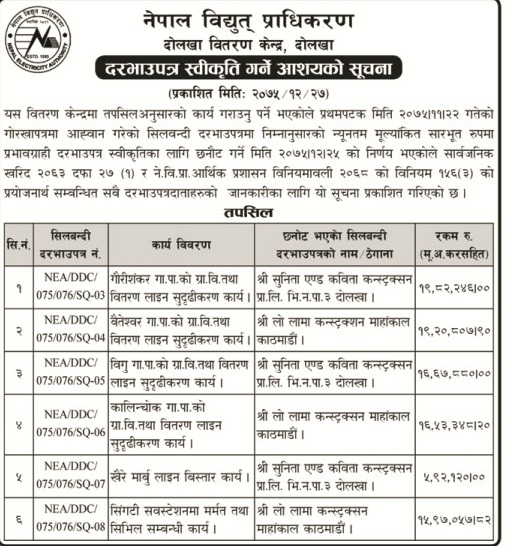 नेपाल विद्युत् प्राधिकरण
NEPAL ELECTRICITY AUTHORITY
ESTD. 1985
दोलखा वितरण केन्द्र, दोलखा
दरभाउपत्र स्वीकृति गर्ने आशयको सूचना
(प्रकाशित मितिः २०७५/१२/२७)
यस वितरण केन्द्रमा तपसिलअनुसारको कार्य गराउनु पर्ने भएकोले प्रथमपटक मिति २०७५।११।२२ गतेको
गोरखापत्रमा आह्वान गरेको सिलवन्दी दरभाउपत्रमा निम्नानुसारको न्यूनतम मूल्याकिंत सारभूत रुपमा
प्रभावग्राही दरभाउपत्र स्वीकृतिका लागि छनौट गर्ने मिति २०७५।१२।२५ को निर्णय भएकोले सार्वजनिक
खरिद २०६३ दफा २७ (१) र ने.वि.प्रा.आर्थिक प्रशासन विनियमावली २०६८ को विनियम १५६(३) को
प्रयोजनार्थ सम्वन्धित सवै दरभाउपत्रदाताहरुको जानकारीका लागि यो सूचना प्रकाशित गरिएको छ ।
तपसिल
सि.नं. सिलबन्दी दरभाउपत्र नं. कार्य विवरण छनोट भएको सिलबन्दी दरभाउपत्रको नाम/ठेगाना रकम रु. (मू.अ.करसहित)
१ NEA/DDC/ गौरीशंकर गा.पा.को ग्रा.वि.तथा श्री सुनिता एण्ड कविता कन्स्ट्रक्सन १९,८२,२४६।००
075/076/SQ-03 वितरण लाइन सुदृढीकरण कार्य । प्रा.लि. भि.न.पा.३ दोलखा ।
२ NEA/DDC/ वैतेश्वर गा.पा.को ग्रा.वि.तथा श्री लो लामा कन्स्ट्रक्शन माहांकाल १९,२०,८०७।९०
075/076/SQ-04 वितरण लाइन सुदृढीकरण कार्य । काठमाडौं ।
३ NEA/DDC/ विगु गा.पा.को ग्रा.वि.तथा वितरण श्री सुनिता एण्ड कविता कन्स्ट्रक्सन १६,६७,८८०।००
075/076/SQ-05 लाइन सुदृढीकरण कार्य । प्रा.लि. भि.न.पा.३ दोलखा ।
४ NEA/DDC/ कालिन्चोक गा.पा.को श्री लो लामा कन्स्ट्रक्सन माहांकाल १६,५३,३४८।२०
075/076/SQ-06 ग्रा.वि.तथा वितरण लाइन काठमाडौं ।
सुदृढीकरण कार्य ।
५ NEA/DDC/ खैरे मार्बु लाइन बिस्तार कार्य । श्री सुनिता एण्ड कविता कन्स्ट्रक्सन ५,९२,१२०।००
075/076/SQ-07 प्रा.लि. भि.न.पा.३ दोलखा ।
६ NEA/DDC/ सिंगटी सवस्टेशनमा मर्मत तथा श्री लो लामा कन्स्ट्रक्सन १५,९७,०५७।८२
075/076/SQ-08 सिभिल सम्वन्धी कार्य । माहांकाल काठमाडौं ।